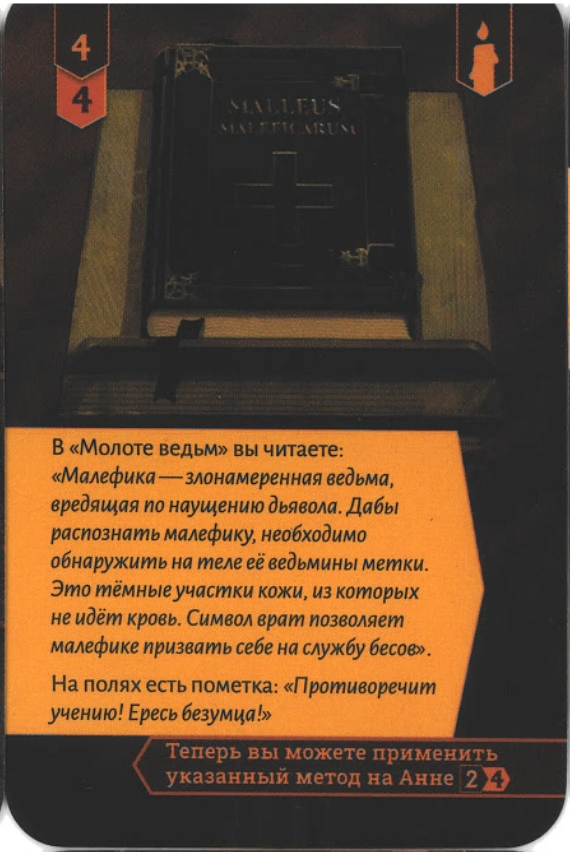 4
4
MALLEUS
MALEFICARUM
В «Молоте ведьм» вы читаете:
«Малефика — злонамеренная ведьма,
вредящая по наущению дьявола. Дабы
распознать малефику, необходимо
обнаружить на теле её ведьмины метки.
Это тёмные участки кожи, из которых
не идёт кровь. Символ врат позволяет
малефике призвать себе на службу бесов».
На полях есть пометка: «Противоречит
учению! Ересь безумца!»
Теперь вы можете применить
указанный метод на Анне 2 4